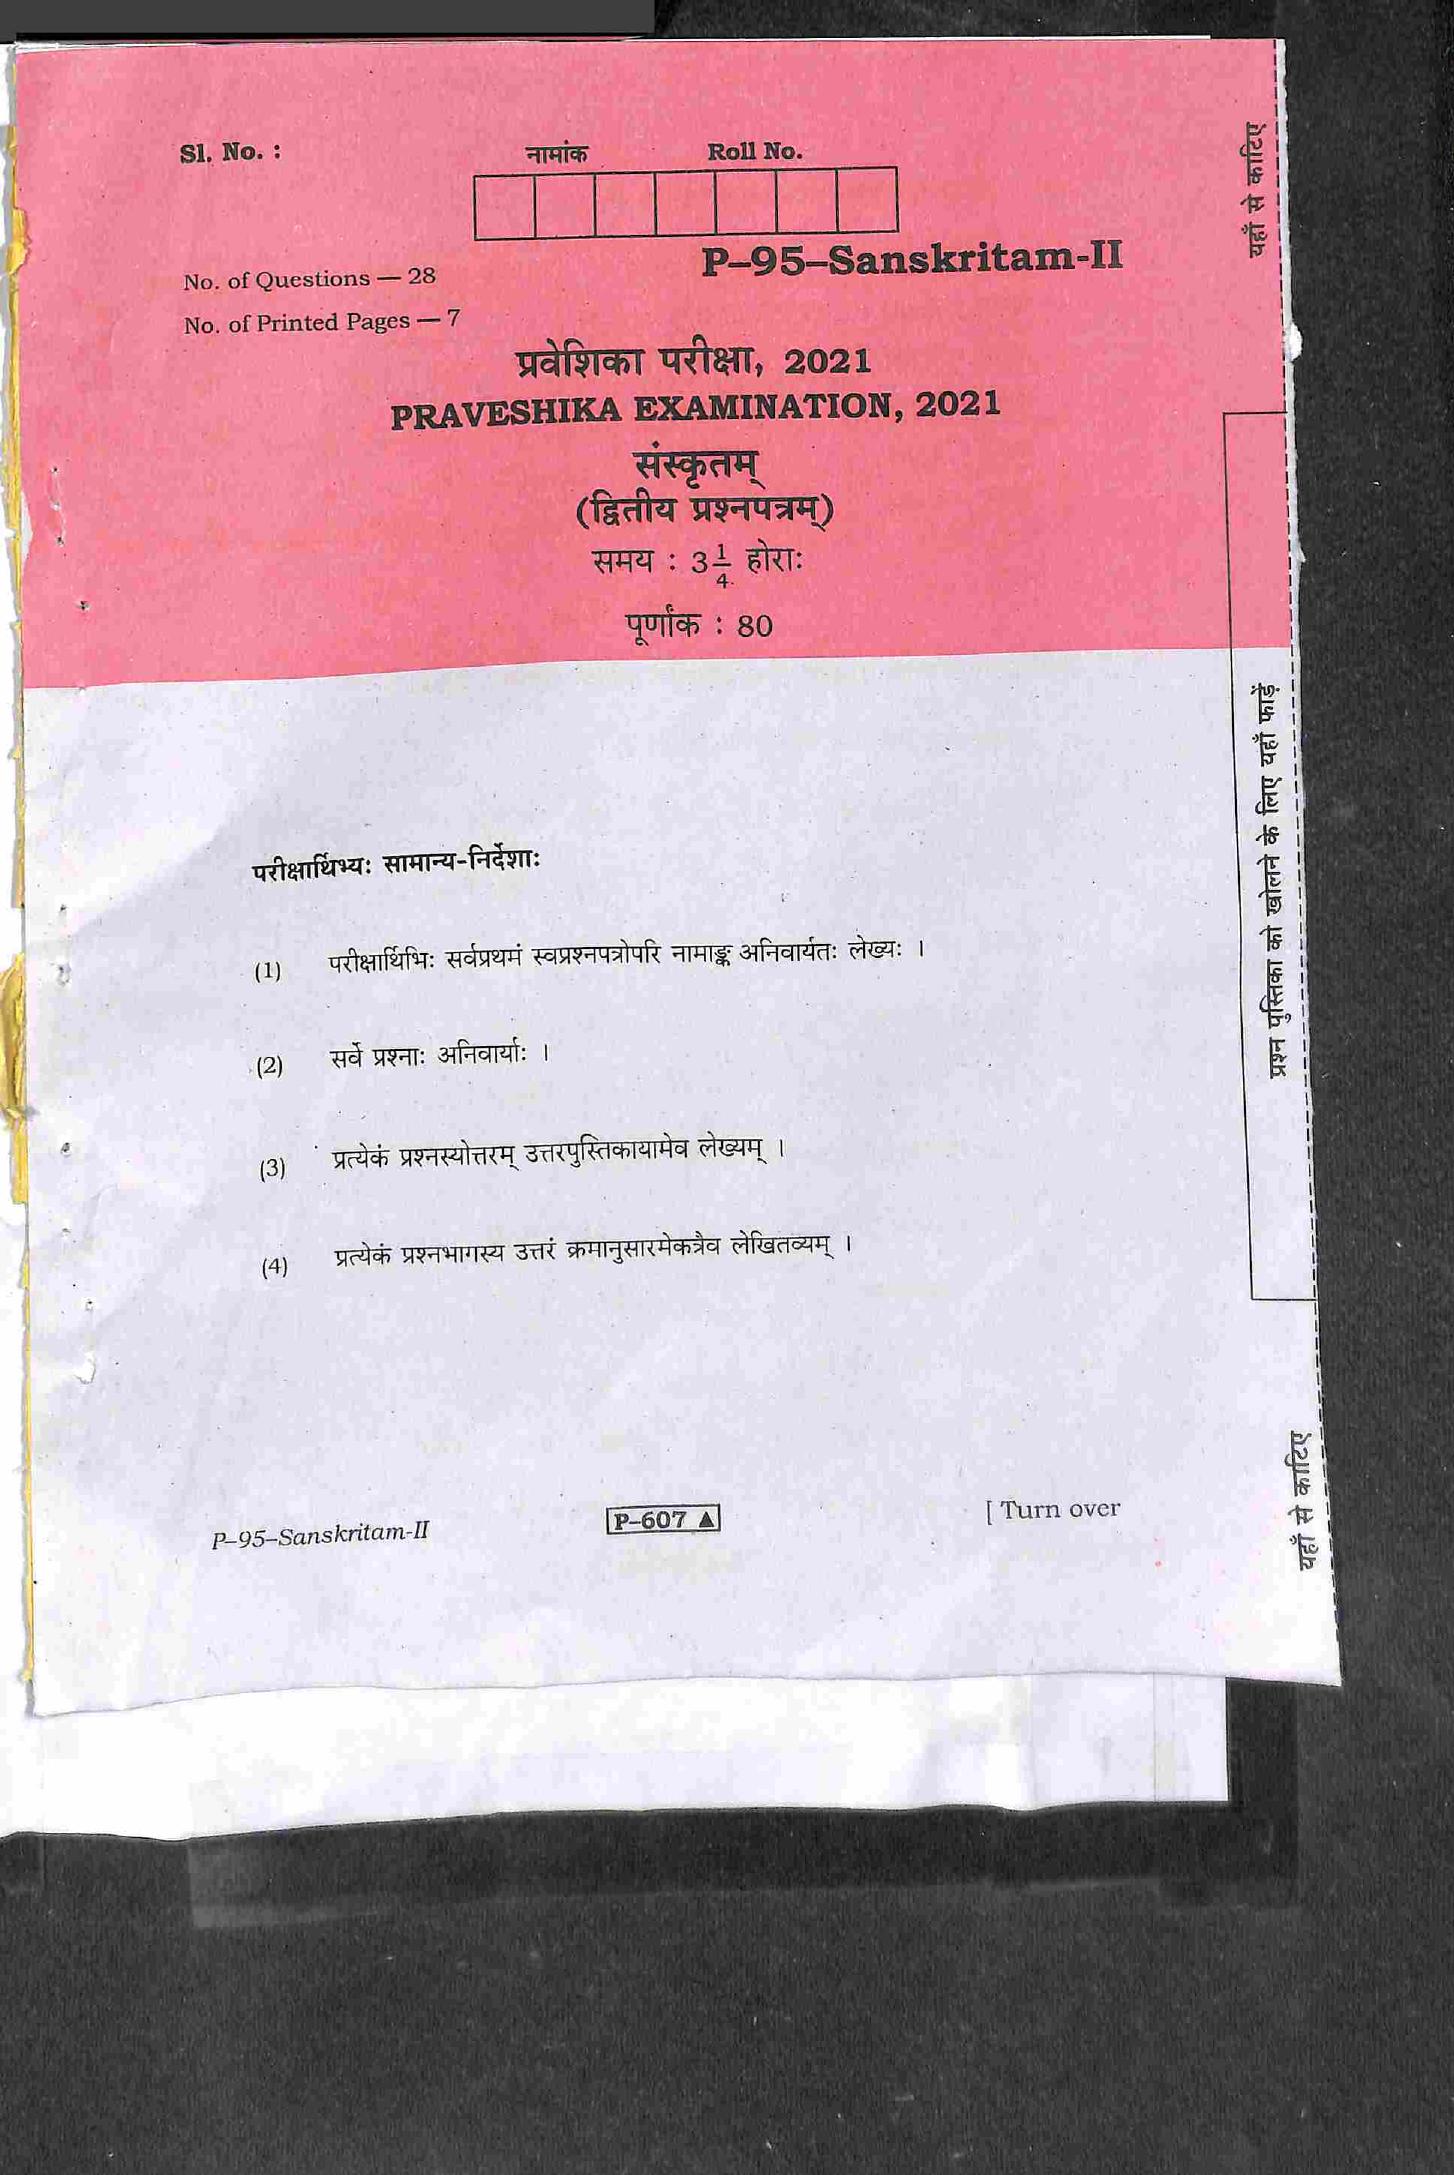 Sl. No. :
नामांक Roll No.
P–95–Sanskritam-II
No. of Questions — 28
No. of Printed Pages — 7
प्रवेशिका परीक्षा, 2021
PRAVESHIKA EXAMINATION, 2021
संस्कृतम्
(द्वितीय प्रश्नपत्रम्)
समय : 3 1/4 होराः
पूर्णांक : 80
परीक्षार्थिभ्यः सामान्य-निर्देशाः
(1) परीक्षार्थिभिः सर्वप्रथमं स्वप्रश्नपत्रोपरि नामाङ्क अनिवार्यतः लेख्यः ।
(2) सर्वे प्रश्नाः अनिवार्याः ।
(3) प्रत्येकं प्रश्नस्योत्तरम् उत्तरपुस्तिकायामेव लेख्यम् ।
(4) प्रत्येकं प्रश्नभागस्य उत्तरं क्रमानुसारमेकत्रैव लेखितव्यम् ।
P–95–Sanskritam-II P–607 ▲ [ Turn over
यहाँ से काटिए
प्रश्न पुस्तिका को खोलने के लिए यहाँ फाड़ें
यहाँ से काटिए